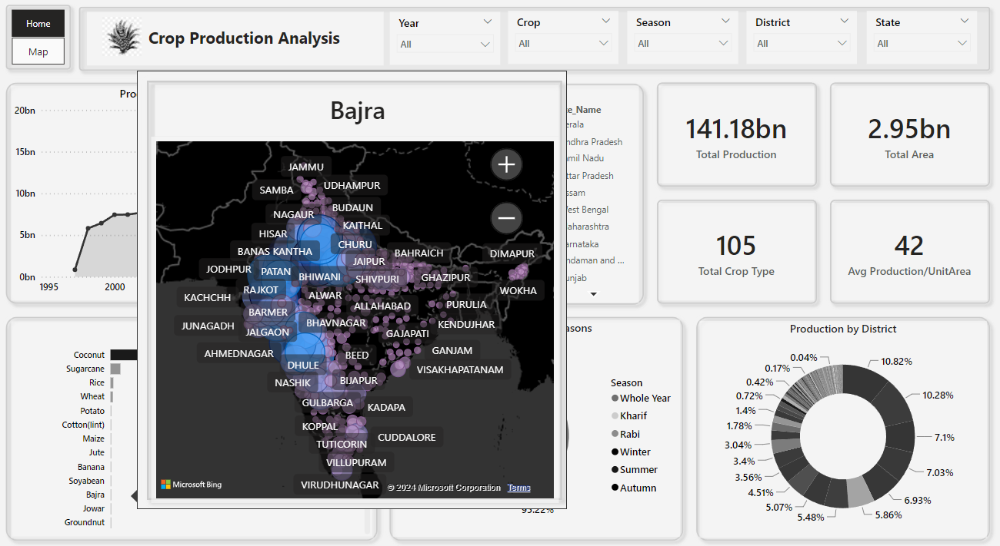 Home
Map
Crop Production Analysis
Year
All
Crop
All
Season
All
District
All
State
All
20bn
15bn
10bn
5bn
0bn
1995
2000
Bajra
JAMMU
SAMBA
UDHAMPUR
NAGAUR
BUDAUN
HISAR
KAITHAL
BANAS KANTHA
CHURU
BAHRAICH
DIMAPUR
JODHPUR
PATAN
BHIWANI
JAIPUR
SHIVPURI
GHAZIPUR
KACHCHH
RAJKOT
ALWAR
WOKHA
BARMER
ALLAHABAD
PURULIA
JUNAGADH
JALGAON
BHAVNAGAR
GAJAPATI
KENDUJHAR
AHMEDNAGAR
DHULE
BEED
GANJAM
VISAKHAPATANAM
NASHIK
BIJAPUR
GULBARGA
KADAPA
KOPPAL
TUTICORIN
CUDDALORE
VILLUPURAM
VIRUDHUNAGAR
Microsoft Bing
© 2024 Microsoft Corporation Terms
e_Name
erala
ndhra Pradesh
amil Nadu
ttar Pradesh
ssam
est Bengal
aharashtra
arnataka
ndaman and ...
unjab
141.18bn
Total Production
2.95bn
Total Area
105
Total Crop Type
42
Avg Production/UnitArea
Coconut
Sugarcane
Rice
Wheat
Potato
Cotton(lint)
Maize
Jute
Banana
Soyabean
Bajra
Jowar
Groundnut
easons
Season
Whole Year
Kharif
Rabi
Winter
Summer
Autumn
Production by District
0.04%
0.17%
0.42%
0.72%
1.4%
1.78%
3.04%
3.4%
3.56%
4.51%
5.07%
5.48%
5.86%
6.93%
7.03%
7.1%
10.28%
10.82%